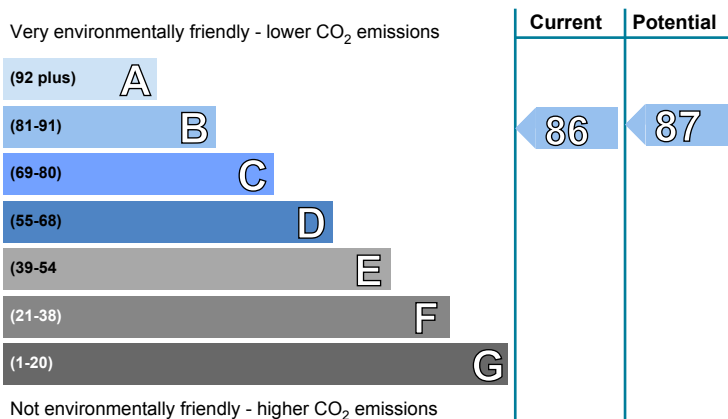 Current Potential
Very environmentally friendly - lower CO₂ emissions
(92 plus) A
(81-91) B
86 87
(69-80) C
(55-68) D
(39-54 E
(21-38) F
(1-20) G
Not environmentally friendly - higher CO₂ emissions